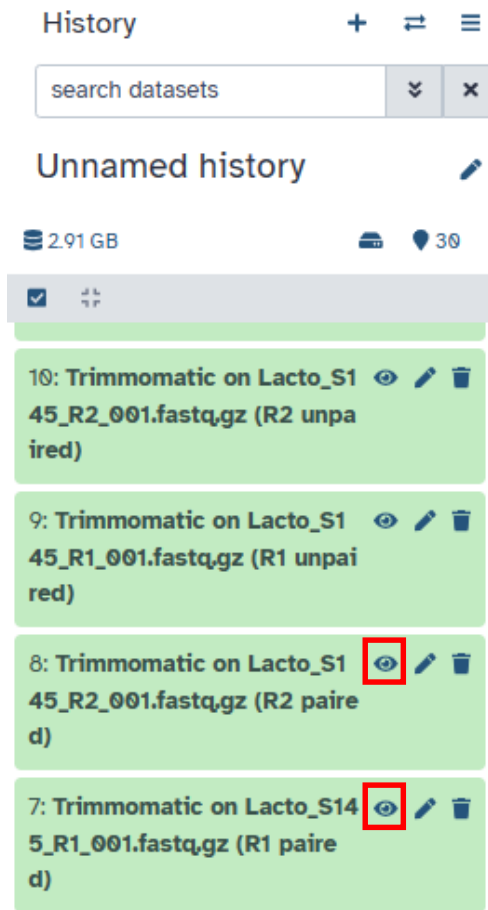 History
search datasets
Unnamed history
2.91 GB 30
10: Trimmomatic on Lacto_S1
45_R2_001.fastq.gz (R2 unpa
ired)
9: Trimmomatic on Lacto_S1
45_R1_001.fastq.gz (R1 unpai
red)
8: Trimmomatic on Lacto_S1
45_R2_001.fastq.gz (R2 paire
d)
7: Trimmomatic on Lacto_S14
5_R1_001.fastq.gz (R1 paire
d)